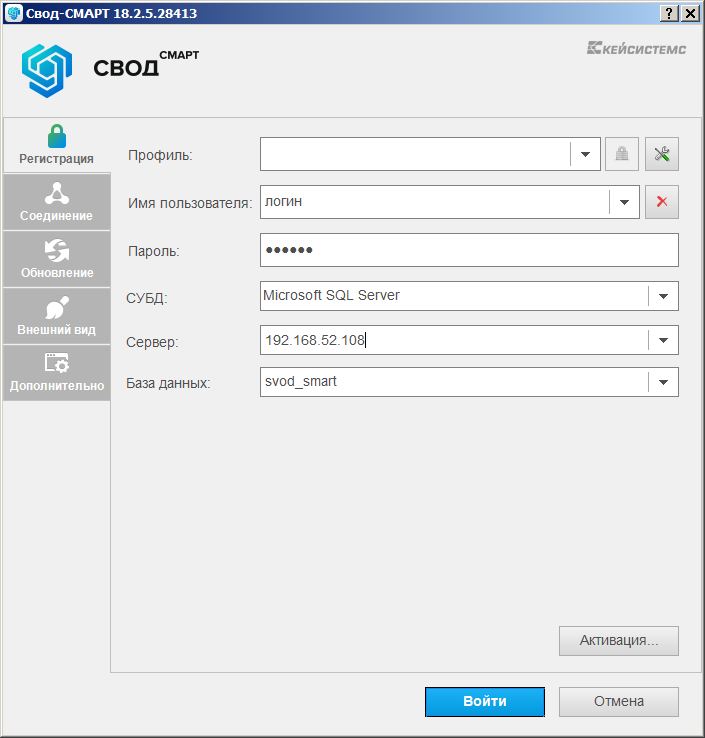 Свод-СМАРТ 18.2.5.28413
СВОД СМАРТ
КЕЙСИСТЕМС
Регистрация
Соединение
Обновление
Внешний вид
Дополнительно
Профиль:
Имя пользователя: логин
Пароль: ●●●●●●
СУБД: Microsoft SQL Server
Сервер: 192.168.52.108
База данных: svod_smart
Активация...
Войти Отмена